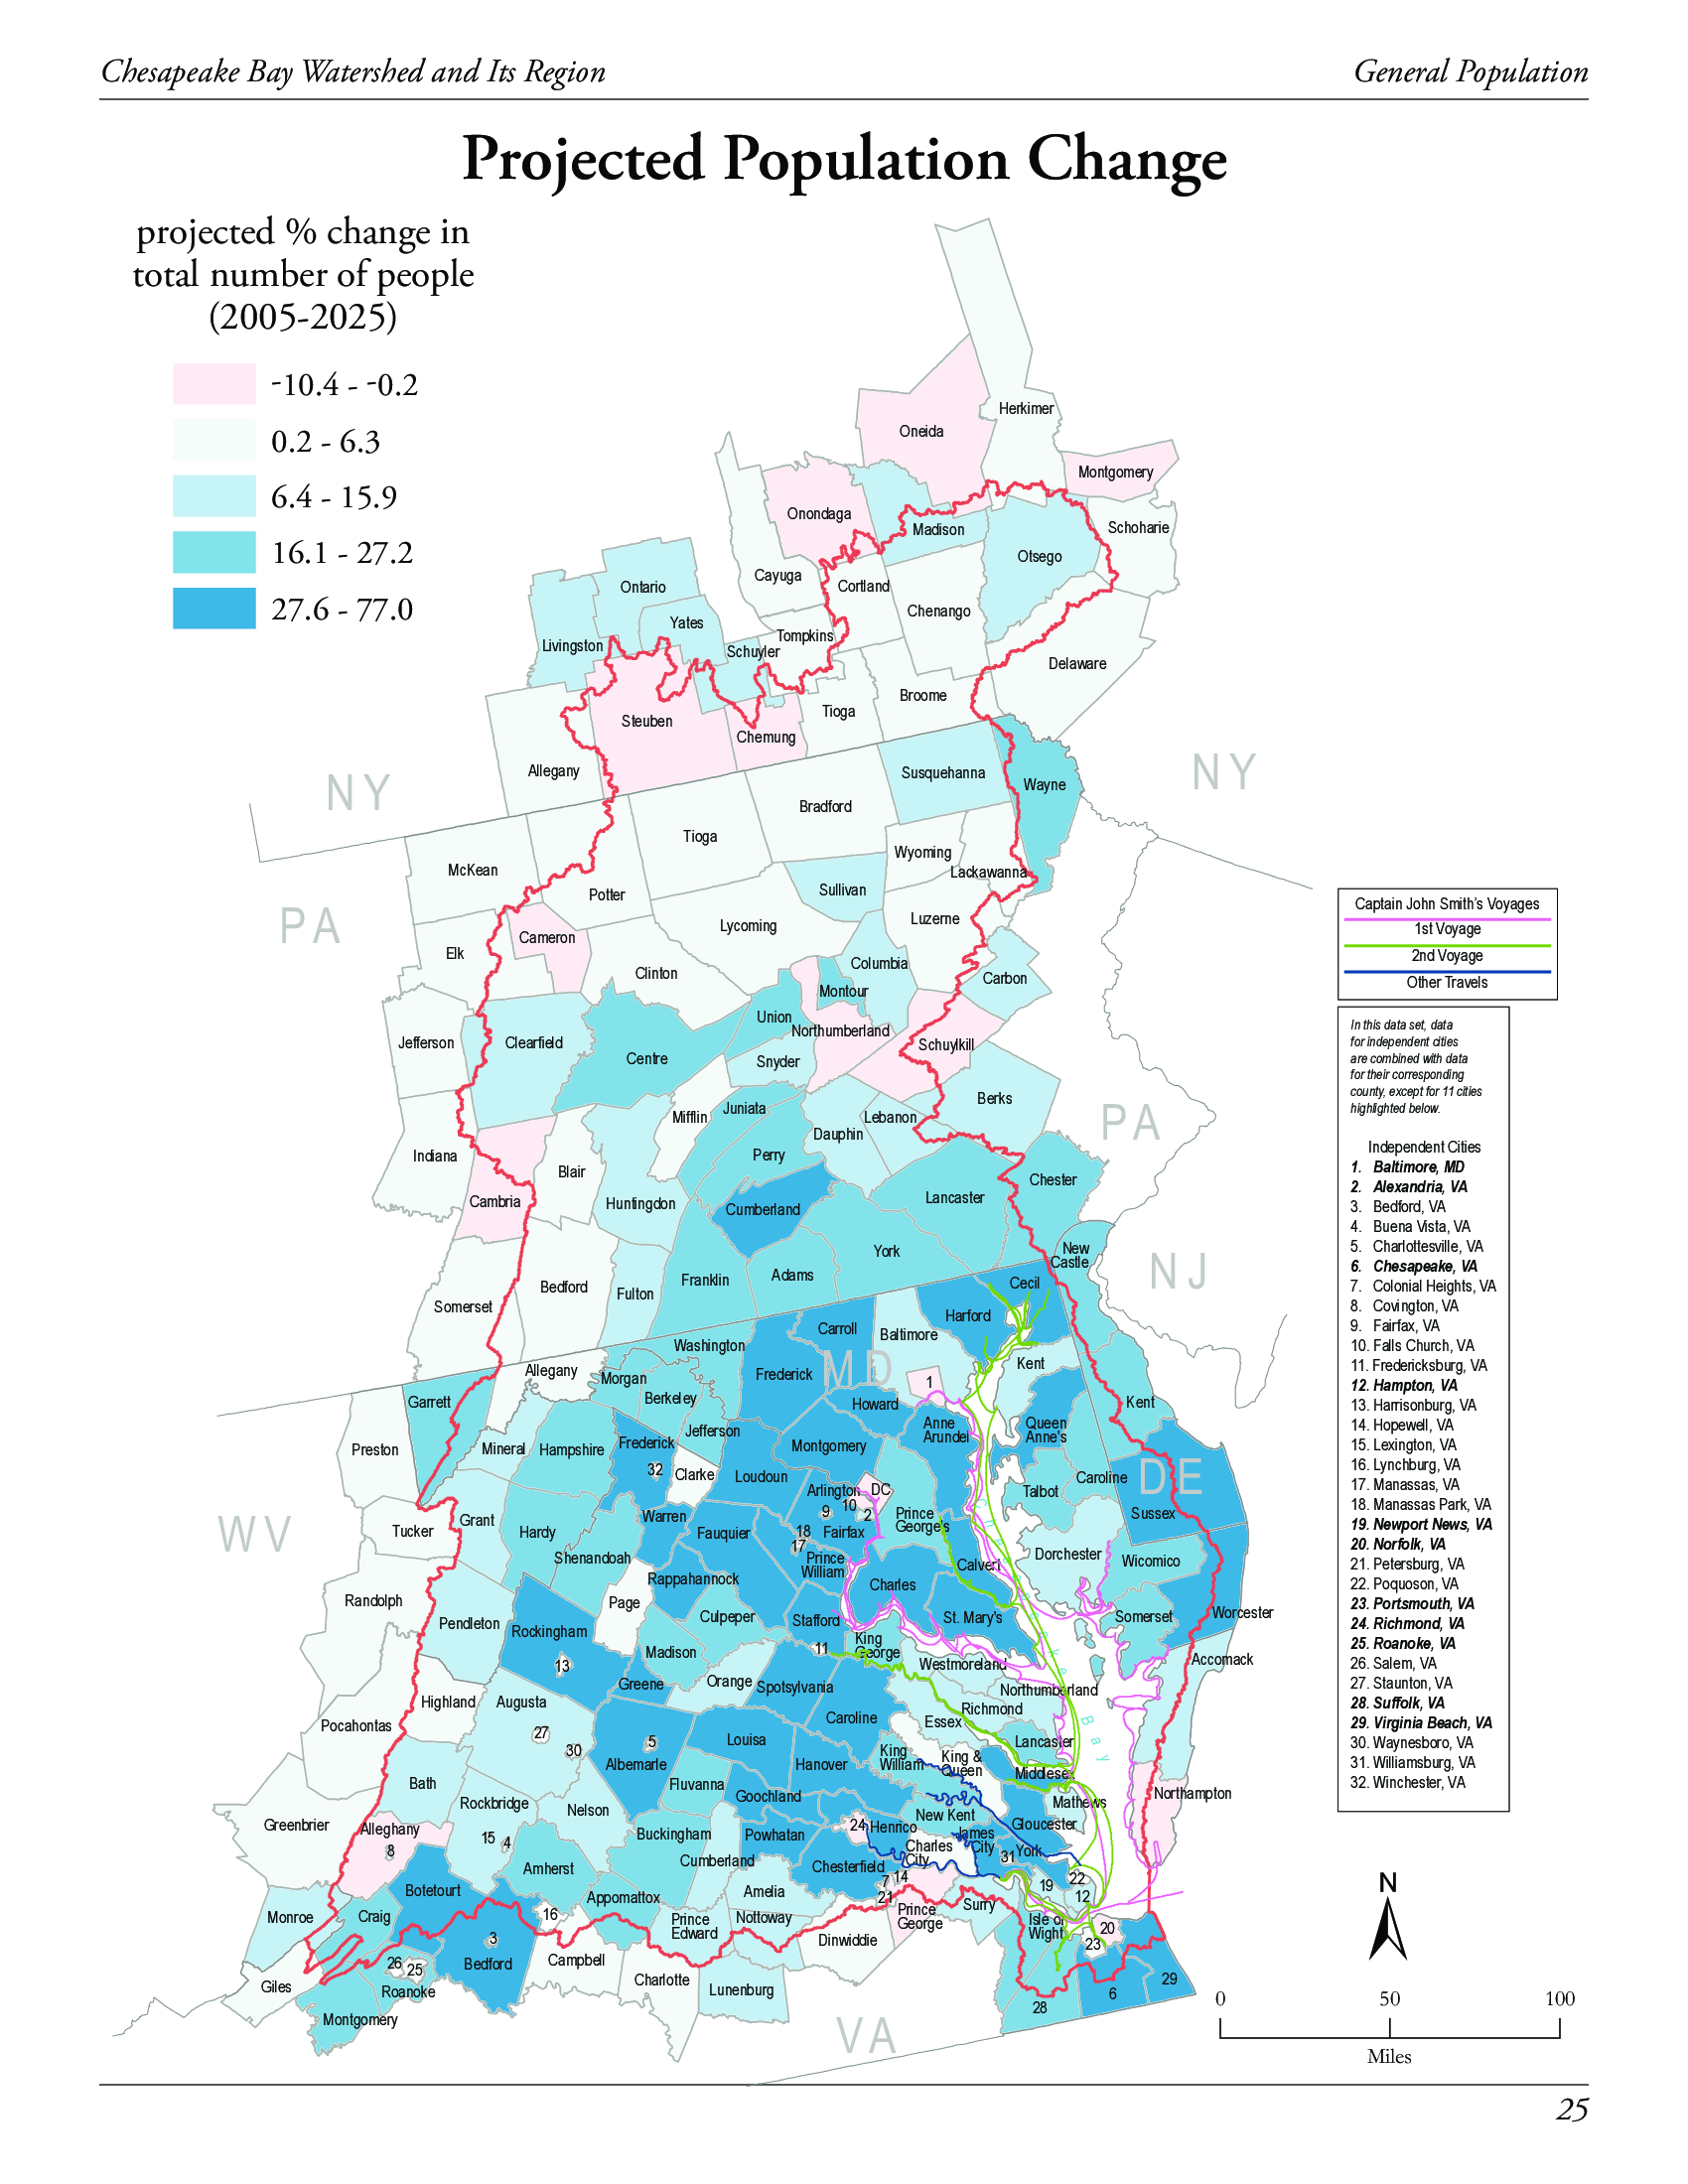 Chesapeake Bay Watershed and Its Region
General Population
Projected Population Change
projected % change in
total number of people
(2005-2025)
-10.4 - -0.2
0.2 - 6.3
6.4 - 15.9
16.1 - 27.2
27.6 - 77.0
Herkimer
Oneida
Montgomery
Onondaga
Madison
Schoharie
Otsego
Cayuga
Cortland
Ontario
Chenango
Yates
Tompkins
Livingston
Schuyler
Delaware
Broome
Tioga
Steuben
Chemung
Allegany
NY
NY
Susquehanna
Wayne
Bradford
Tioga
Wyoming
McKean
Lackawanna
Potter
Sullivan
Luzerne
PA
Lycoming
Cameron
Elk
Columbia
Clinton
Carbon
Montour
Union
Northumberland
Jefferson
Clearfield
Centre
Schuylkill
Snyder
Berks
Juniata
Mifflin
Lebanon
Dauphin
PA
Indiana
Perry
Blair
Chester
Cambria
Huntingdon
Lancaster
Cumberland
York
New
Castle
NJ
Adams
Franklin
Bedford
Fulton
Cecil
Somerset
Harford
Carroll
Baltimore
Washington
Kent
Allegany
Morgan
Frederick
MD
1
Berkeley
Garrett
Howard
Kent
Anne
Arundel
Queen
Anne's
Jefferson
Frederick
Mineral
Hampshire
Preston
Montgomery
32
Clarke
Loudoun
Caroline
DE
Talbot
Arlington
DC
10
9
2
Prince
George's
Sussex
Warren
Grant
Tucker
Hardy
WV
Fauquier
18
Fairfax
17
Shenandoah
Prince
William
Dorchester
Wicomico
Calvert
Rappahannock
Charles
Randolph
Page
Pendleton
Culpeper
Stafford
St. Mary's
Somerset
Worcester
Rockingham
11
King
George
Madison
13
Westmoreland
Accomack
Greene
Orange
Spotsylvania
Northumberland
Highland
Augusta
Richmond
Caroline
Essex
Pocahontas
27
30
5
Louisa
Lancaster
Albemarle
Hanover
King
William
King &
Queen
Middlesex
Bath
Fluvanna
Goochland
Mathews
Northampton
Rockbridge
Nelson
Greenbrier
Alleghany
New Kent
Gloucester
24
Henrico
James
City
15
4
Buckingham
Powhatan
8
Charles
City
York
31
Cumberland
Chesterfield
Amherst
22
7
14
19
Botetourt
Amelia
12
Appomattox
21
Surry
Monroe
Craig
16
Nottoway
Prince
Edward
Prince
George
Isle of
Wight
20
3
Dinwiddie
23
Campbell
Bedford
26
25
Charlotte
29
Giles
Roanoke
Lunenburg
6
28
Montgomery
VA
Chesapeake Bay
Captain John Smith's Voyages
1st Voyage
2nd Voyage
Other Travels
In this data set, data
for independent cities
are combined with data
for their corresponding
county, except for 11 cities
highlighted below.
Independent Cities
1. Baltimore, MD
2. Alexandria, VA
3. Bedford, VA
4. Buena Vista, VA
5. Charlottesville, VA
6. Chesapeake, VA
7. Colonial Heights, VA
8. Covington, VA
9. Fairfax, VA
10. Falls Church, VA
11. Fredericksburg, VA
12. Hampton, VA
13. Harrisonburg, VA
14. Hopewell, VA
15. Lexington, VA
16. Lynchburg, VA
17. Manassas, VA
18. Manassas Park, VA
19. Newport News, VA
20. Norfolk, VA
21. Petersburg, VA
22. Poquoson, VA
23. Portsmouth, VA
24. Richmond, VA
25. Roanoke, VA
26. Salem, VA
27. Staunton, VA
28. Suffolk, VA
29. Virginia Beach, VA
30. Waynesboro, VA
31. Williamsburg, VA
32. Winchester, VA
N
0 50 100
Miles
25